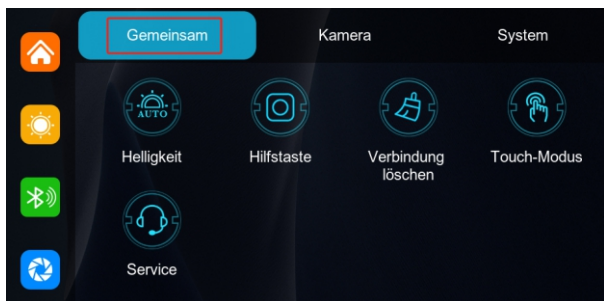 Gemeinsam
Kamera
System
AUTO
Helligkeit
Hilfstaste
Verbindung
löschen
Touch-Modus
Service